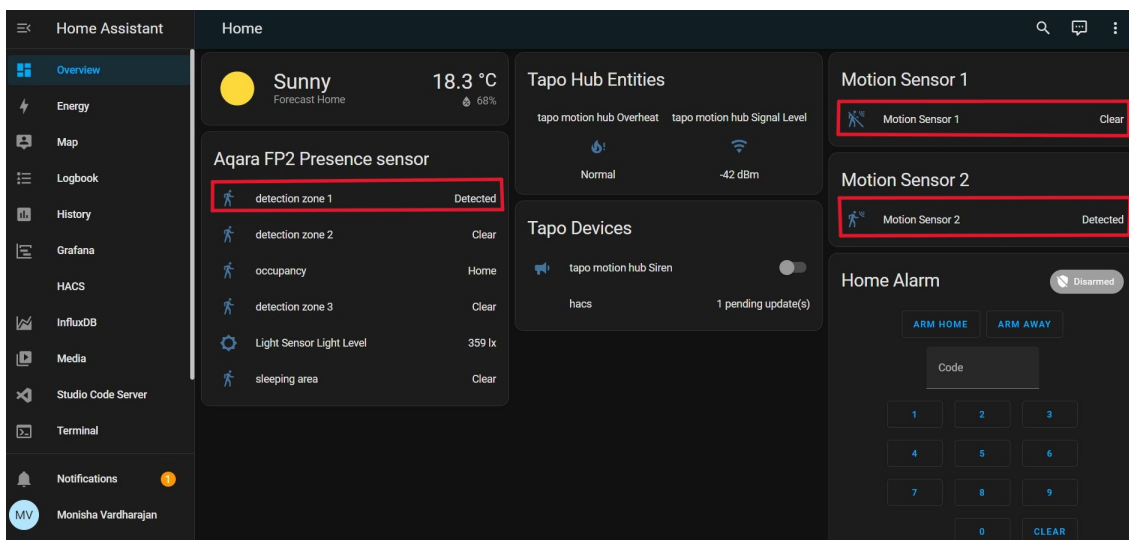 Home Assistant
Home
Overview
Energy
Map
Logbook
History
Grafana
HACS
InfluxDB
Media
Studio Code Server
Terminal
Notifications 1
MV Monisha Vardharajan
Sunny 18.3 °C
Forecast Home 68%
Aqara FP2 Presence sensor
detection zone 1 Detected
detection zone 2 Clear
occupancy Home
detection zone 3 Clear
Light Sensor Light Level 359 lx
sleeping area Clear
Tapo Hub Entities
tapo motion hub Overheat tapo motion hub Signal Level
Normal -42 dBm
Tapo Devices
tapo motion hub Siren
hacs 1 pending update(s)
Motion Sensor 1
Motion Sensor 1 Clear
Motion Sensor 2
Motion Sensor 2 Detected
Home Alarm Disarmed
ARM HOME ARM AWAY
Code
1 2 3
4 5 6
7 8 9
0 CLEAR